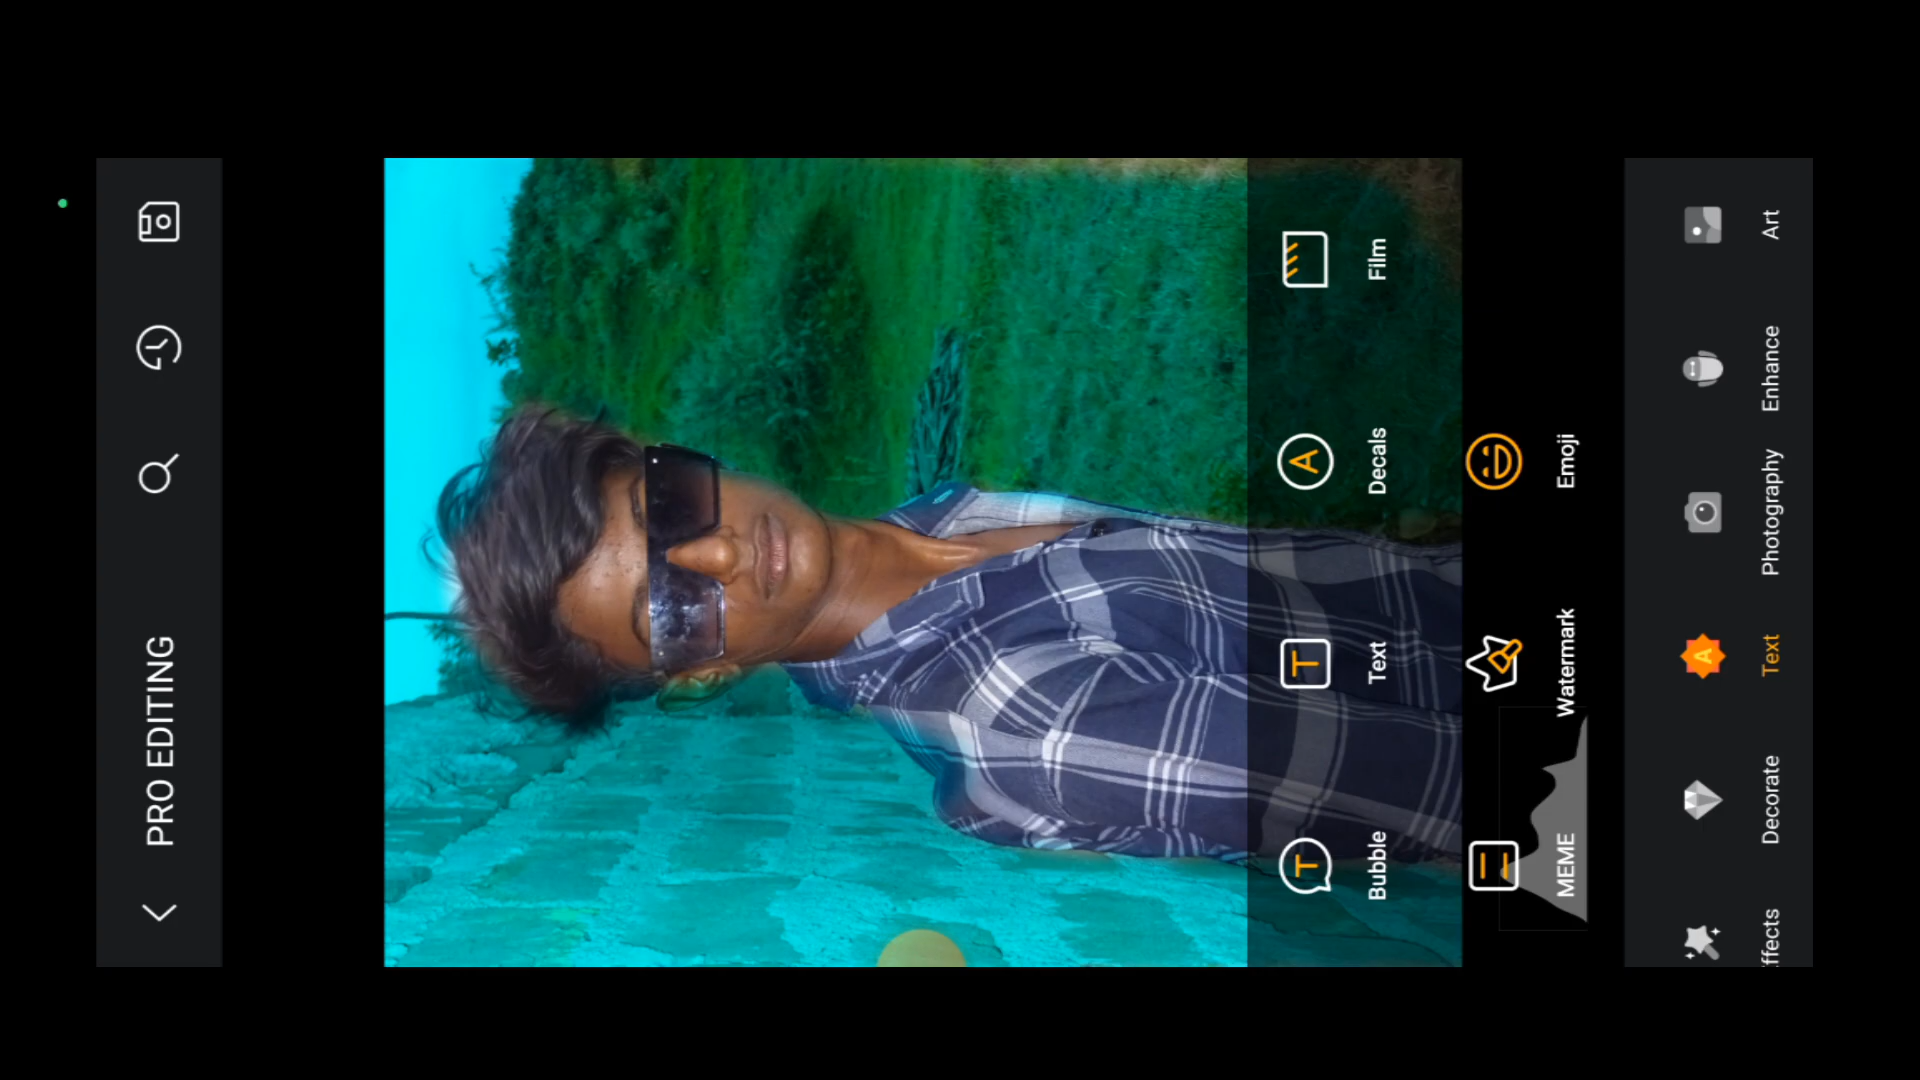 PRO EDITING
Bubble
Text
Decals
Film
MEME
Watermark
Emoji
ffects
Decorate
Text
Photography
Enhance
Art